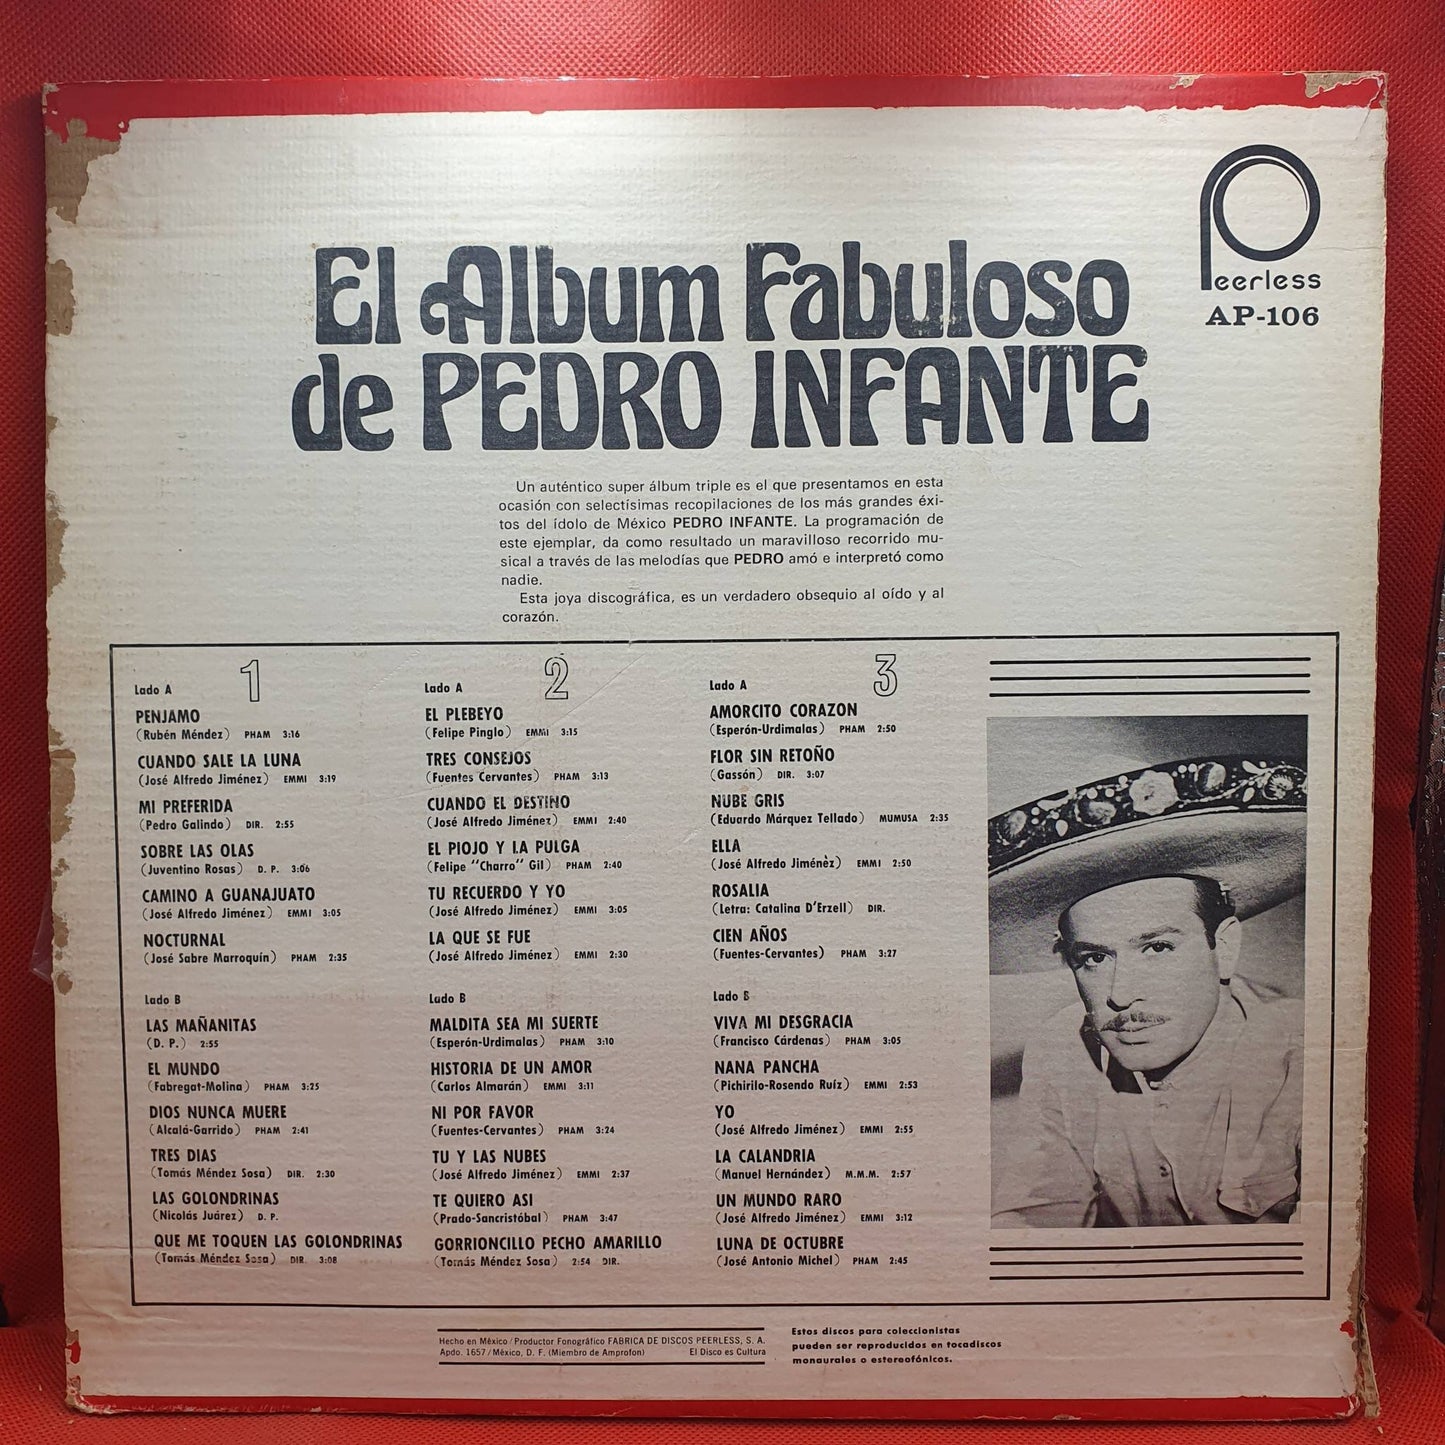 Peerless
AP-106
El Album Fabuloso
de PEDRO INFANTE
Un auténtico super álbum triple es el que presentamos en esta
ocasión con selectísimas recopilaciones de los más grandes éxi-
tos del ídolo de México PEDRO INFANTE. La programación de
este ejemplar, da como resultado un maravilloso recorrido mu-
sical a través de las melodías que PEDRO amó e interpretó como
nadie.
Esta joya discográfica, es un verdadero obsequio al oído y al
corazón.
1
Lado A
PENJAMO
(Rubén Méndez) PHAM 3:16
CUANDO SALE LA LUNA
(José Alfredo Jiménez) EMMI 3:19
MI PREFERIDA
(Pedro Galindo) DIR. 2:55
SOBRE LAS OLAS
(Juventino Rosas) D. P. 3:06
CAMINO A GUANAJUATO
(José Alfredo Jiménez) EMMI 3:05
NOCTURNAL
(José Sabre Marroquín) PHAM 2:35
Lado B
LAS MAÑANITAS
(D. P.) 2:55
EL MUNDO
(Fabregat-Molina) PHAM 3:25
DIOS NUNCA MUERE
(Alcalá-Garrido) PHAM 2:41
TRES DIAS
(Tomás Méndez Sosa) DIR. 2:30
LAS GOLONDRINAS
(Nicolás Juárez) D. P.
QUE ME TOQUEN LAS GOLONDRINAS
(Tomás Méndez Sosa) DIR. 3:08
2
Lado A
EL PLEBEYO
(Felipe Pinglo) EMMI 3:15
TRES CONSEJOS
(Fuentes Cervantes) PHAM 3:13
CUANDO EL DESTINO
(José Alfredo Jiménez) EMMI 2:40
EL PIOJO Y LA PULGA
(Felipe "Charro" Gil) PHAM 2:40
TU RECUERDO Y YO
(José Alfredo Jiménez) EMMI 3:05
LA QUE SE FUE
(José Alfredo Jiménez) EMMI 2:30
Lado B
MALDITA SEA MI SUERTE
(Esperón-Urdimalas) PHAM 3:10
HISTORIA DE UN AMOR
(Carlos Almarán) EMMI 3:11
NI POR FAVOR
(Fuentes-Cervantes) PHAM 3:24
TU Y LAS NUBES
(José Alfredo Jiménez) EMMI 2:37
TE QUIERO ASI
(Prado-Sancristóbal) PHAM 3:47
GORRIONCILLO PECHO AMARILLO
(Tomás Méndez Sosa) 2:54 DIR.
3
Lado A
AMORCITO CORAZON
(Esperón-Urdimalas) PHAM 2:50
FLOR SIN RETOÑO
(Gassón) DIR. 3:07
NUBE GRIS
(Eduardo Márquez Tellado) MUMUSA 2:35
ELLA
(José Alfredo Jiménez) EMMI 2:50
ROSALIA
(Letra: Catalina D'Erzell) DIR.
CIEN AÑOS
(Fuentes-Cervantes) PHAM 3:27
Lado B
VIVA MI DESGRACIA
(Francisco Cárdenas) PHAM 3:05
NANA PANCHA
(Pichirilo-Rosendo Ruíz) EMMI 2:53
YO
(José Alfredo Jiménez) EMMI 2:55
LA CALANDRIA
(Manuel Hernández) M.M.M. 2:57
UN MUNDO RARO
(José Alfredo Jiménez) EMMI 3:12
LUNA DE OCTUBRE
(José Antonio Michel) PHAM 2:45
Hecho en México / Productor Fonográfico FABRICA DE DISCOS PEERLESS, S. A.
Apdo. 1657 / México, D. F. (Miembro de Amprofon) El Disco es Cultura
Estos discos para coleccionistas
pueden ser reproducidos en tocadiscos
monaurales o estereofónicos.